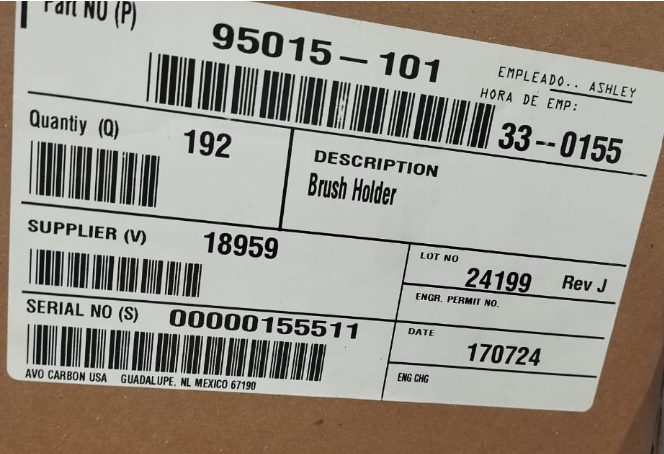 Part NO (P)
95015-101
EMPLEADO.. ASHLEY
HORA DE EMP:
33--0155
Quantiy (Q)
192
DESCRIPTION
Brush Holder
SUPPLIER (V)
18959
LOT NO
24199 Rev J
ENGR. PERMIT NO.
SERIAL NO (S)
00000155511
DATE
170724
ENG CHG
AVO CARBON USA GUADALUPE. NL MEXICO 67190